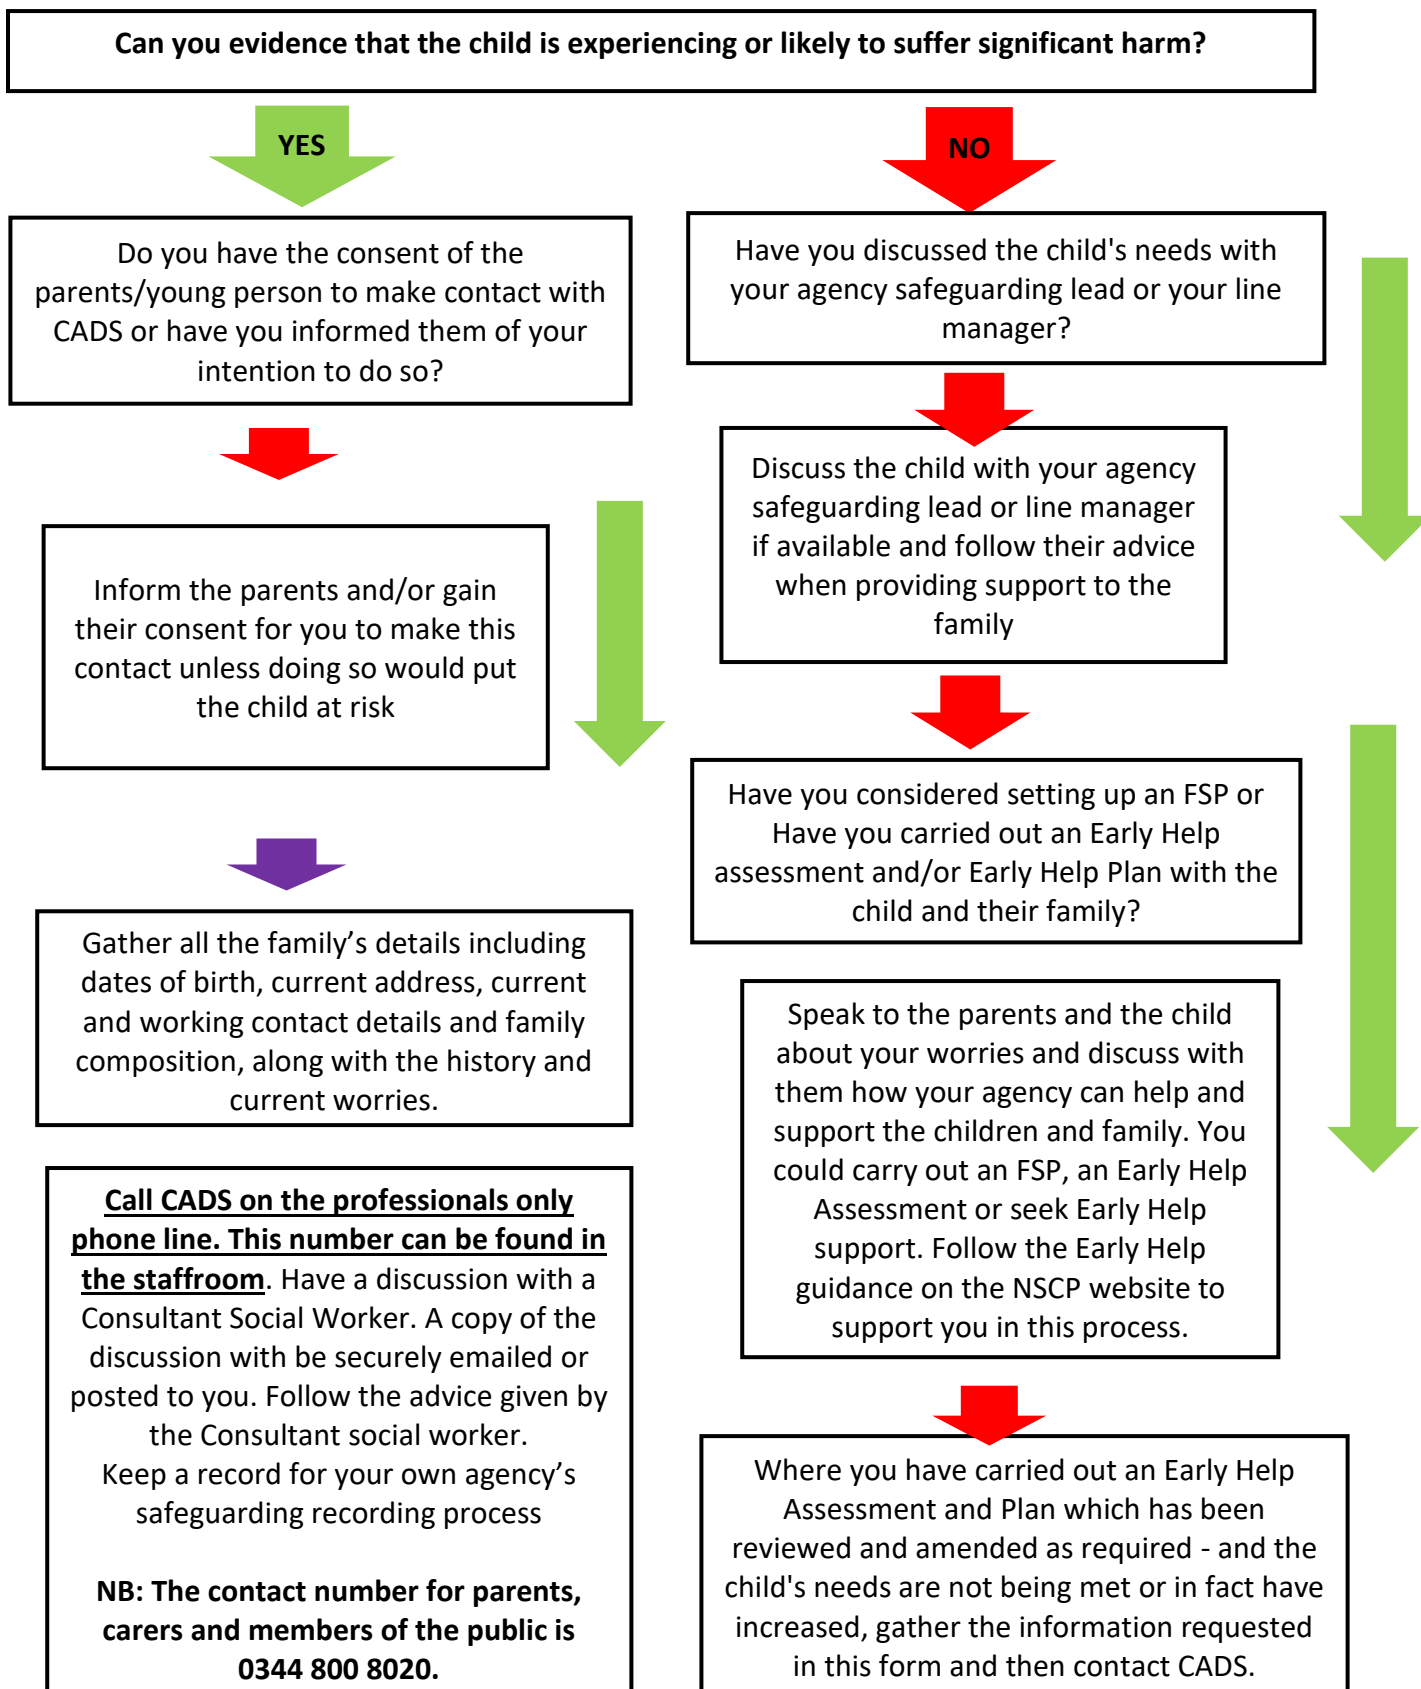 Can you evidence that the child is experiencing or likely to suffer significant harm?
YES
NO
Do you have the consent of the
parents/young person to make contact with
CADS or have you informed them of your
intention to do so?
Inform the parents and/or gain
their consent for you to make this
contact unless doing so would put
the child at risk
Gather all the family’s details including
dates of birth, current address, current
and working contact details and family
composition, along with the history and
current worries.
Call CADS on the professionals only
phone line. This number can be found in
the staffroom. Have a discussion with a
Consultant Social Worker. A copy of the
discussion with be securely emailed or
posted to you. Follow the advice given by
the Consultant social worker.
Keep a record for your own agency’s
safeguarding recording process
NB: The contact number for parents,
carers and members of the public is
0344 800 8020.
Have you discussed the child's needs with
your agency safeguarding lead or your line
manager?
Discuss the child with your agency
safeguarding lead or line manager
if available and follow their advice
when providing support to the
family
Have you considered setting up an FSP or
Have you carried out an Early Help
assessment and/or Early Help Plan with the
child and their family?
Speak to the parents and the child
about your worries and discuss with
them how your agency can help and
support the children and family. You
could carry out an FSP, an Early Help
Assessment or seek Early Help
support. Follow the Early Help
guidance on the NSCP website to
support you in this process.
Where you have carried out an Early Help
Assessment and Plan which has been
reviewed and amended as required - and the
child's needs are not being met or in fact have
increased, gather the information requested
in this form and then contact CADS.